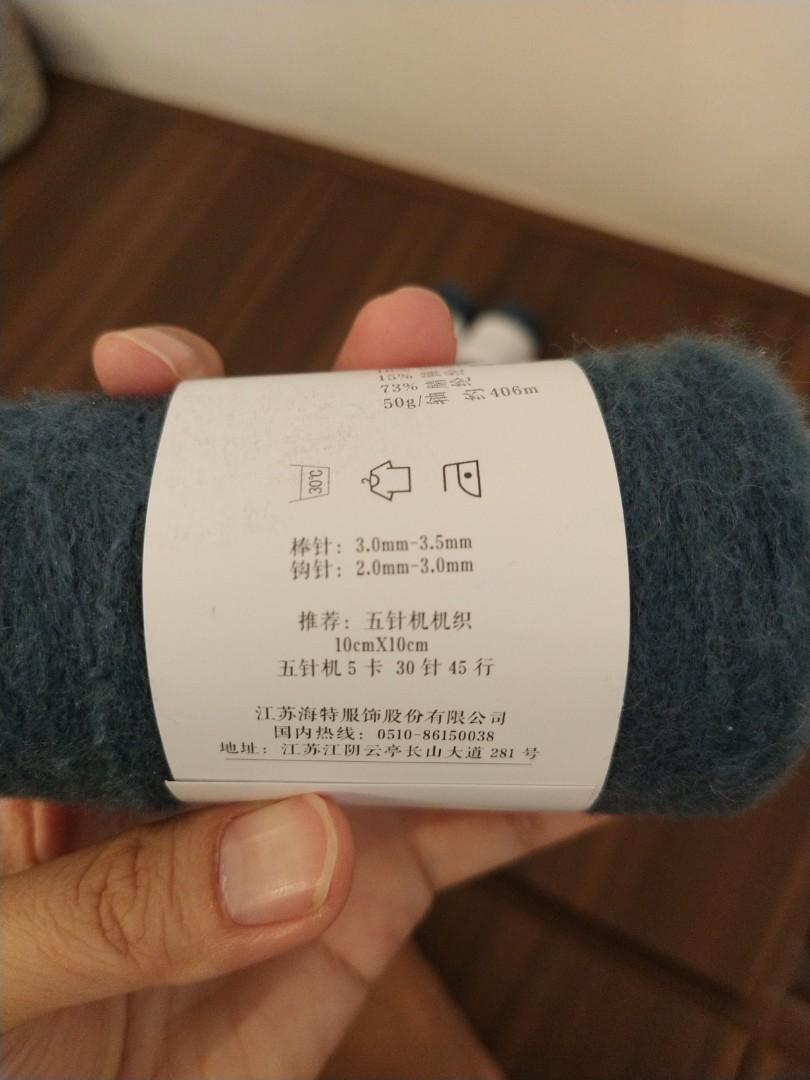 15%
73% 腈纶
50g/轴 约 406m
30℃
棒针：3.0mm-3.5mm
钩针：2.0mm-3.0mm
推荐：五针机机织
10cmX10cm
五针机 5 卡 30 针 45 行
江苏海特服饰股份有限公司
国内热线：0510-86150038
地址：江苏江阴云亭长山大道 281 号